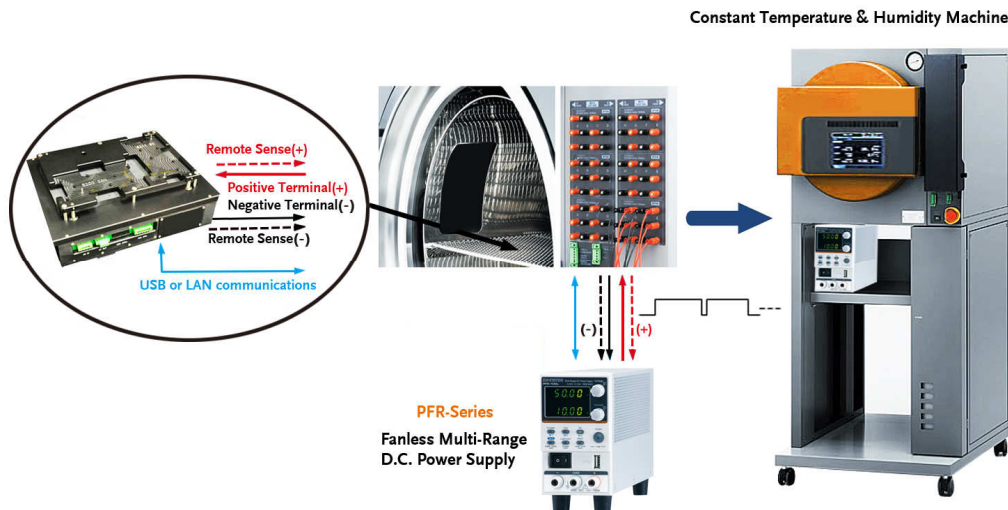 Constant Temperature & Humidity Machine
Remote Sense(+)
Positive Terminal(+)
Negative Terminal(-)
Remote Sense(-)
USB or LAN communications
(-)
(+)
PFR-Series
Fanless Multi-Range
D.C. Power Supply
50.00
10.00